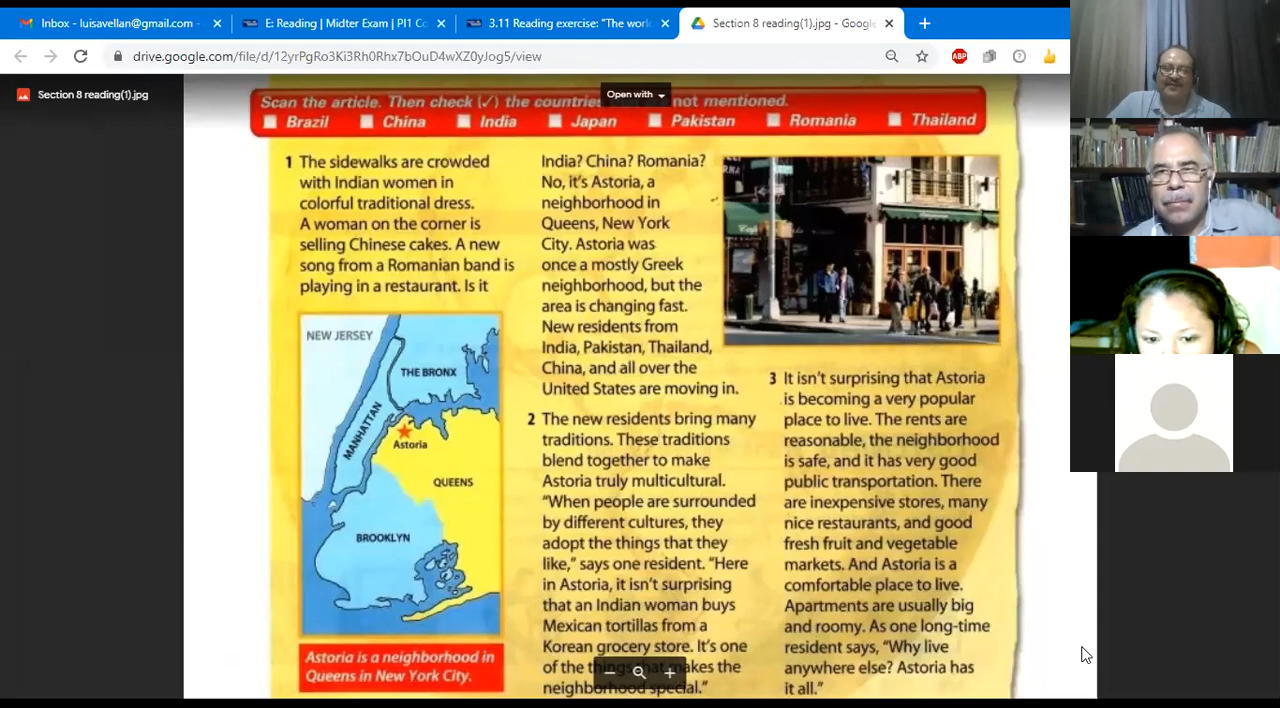 Inbox - luisavellan@gmail.com -
E: Reading | Midter Exam | PI1 Co
3.11 Reading exercise: "The worl
Section 8 reading(1).jpg - Google
drive.google.com/file/d/12yrPgRo3Ki3Rh0Rhx7bOuD4wXZ0yJog5/view
ABP
Section 8 reading(1).jpg
Open with
Scan the article. Then check (✓) the countries not mentioned.
Brazil China India Japan Pakistan Romania Thailand
1 The sidewalks are crowded
with Indian women in
colorful traditional dress.
A woman on the corner is
selling Chinese cakes. A new
song from a Romanian band is
playing in a restaurant. Is it
NEW JERSEY
THE BRONX
MANHATTAN
Astoria
QUEENS
BROOKLYN
Astoria is a neighborhood in
Queens in New York City.
India? China? Romania?
No, it's Astoria, a
neighborhood in
Queens, New York
City. Astoria was
once a mostly Greek
neighborhood, but the
area is changing fast.
New residents from
India, Pakistan, Thailand,
China, and all over the
United States are moving in.
2 The new residents bring many
traditions. These traditions
blend together to make
Astoria truly multicultural.
"When people are surrounded
by different cultures, they
adopt the things that they
like," says one resident. "Here
in Astoria, it isn't surprising
that an Indian woman buys
Mexican tortillas from a
Korean grocery store. It's one
of the things that makes the
neighborhood special."
3 It isn't surprising that Astoria
is becoming a very popular
place to live. The rents are
reasonable, the neighborhood
is safe, and it has very good
public transportation. There
are inexpensive stores, many
nice restaurants, and good
fresh fruit and vegetable
markets. And Astoria is a
comfortable place to live.
Apartments are usually big
and roomy. As one long-time
resident says, "Why live
anywhere else? Astoria has
it all."